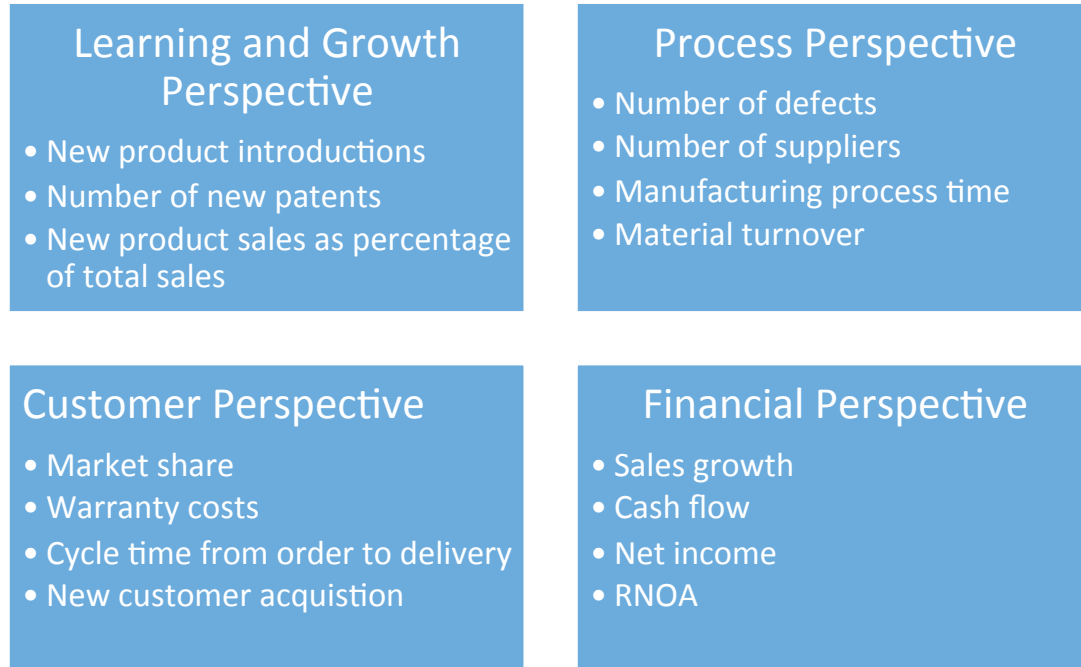 Learning and Growth
Perspective
• New product introductions
• Number of new patents
• New product sales as percentage
of total sales
Process Perspective
• Number of defects
• Number of suppliers
• Manufacturing process time
• Material turnover
Customer Perspective
• Market share
• Warranty costs
• Cycle time from order to delivery
• New customer acquistion
Financial Perspective
• Sales growth
• Cash flow
• Net income
• RNOA